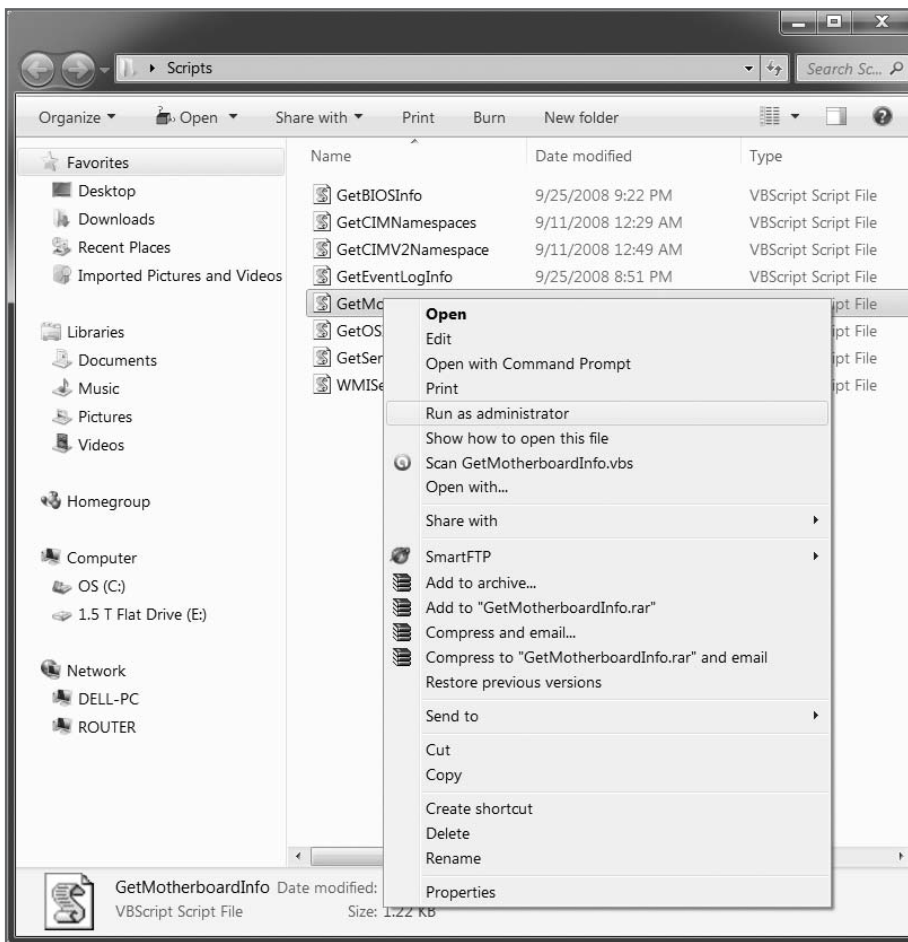 Scripts
Search Sc...
Organize Open Share with Print Burn New folder
Favorites
Desktop
Downloads
Recent Places
Imported Pictures and Videos
Libraries
Documents
Music
Pictures
Videos
Homegroup
Computer
OS (C:)
1.5 T Flat Drive (E:)
Network
DELL-PC
ROUTER
Name Date modified Type
GetBIOSInfo 9/25/2008 9:22 PM VBScript Script File
GetCIMNamespaces 9/11/2008 12:29 AM VBScript Script File
GetCIMV2Namespace 9/11/2008 12:49 AM VBScript Script File
GetEventLogInfo 9/25/2008 8:51 PM VBScript Script File
GetMo ipt File
GetOS ipt File
GetSer ipt File
WMISe ipt File
Open
Edit
Open with Command Prompt
Print
Run as administrator
Show how to open this file
Scan GetMotherboardInfo.vbs
Open with...
Share with
SmartFTP
Add to archive...
Add to "GetMotherboardInfo.rar"
Compress and email...
Compress to "GetMotherboardInfo.rar" and email
Restore previous versions
Send to
Cut
Copy
Create shortcut
Delete
Rename
Properties
GetMotherboardInfo Date modified:
VBScript Script File Size: 1.22 KB